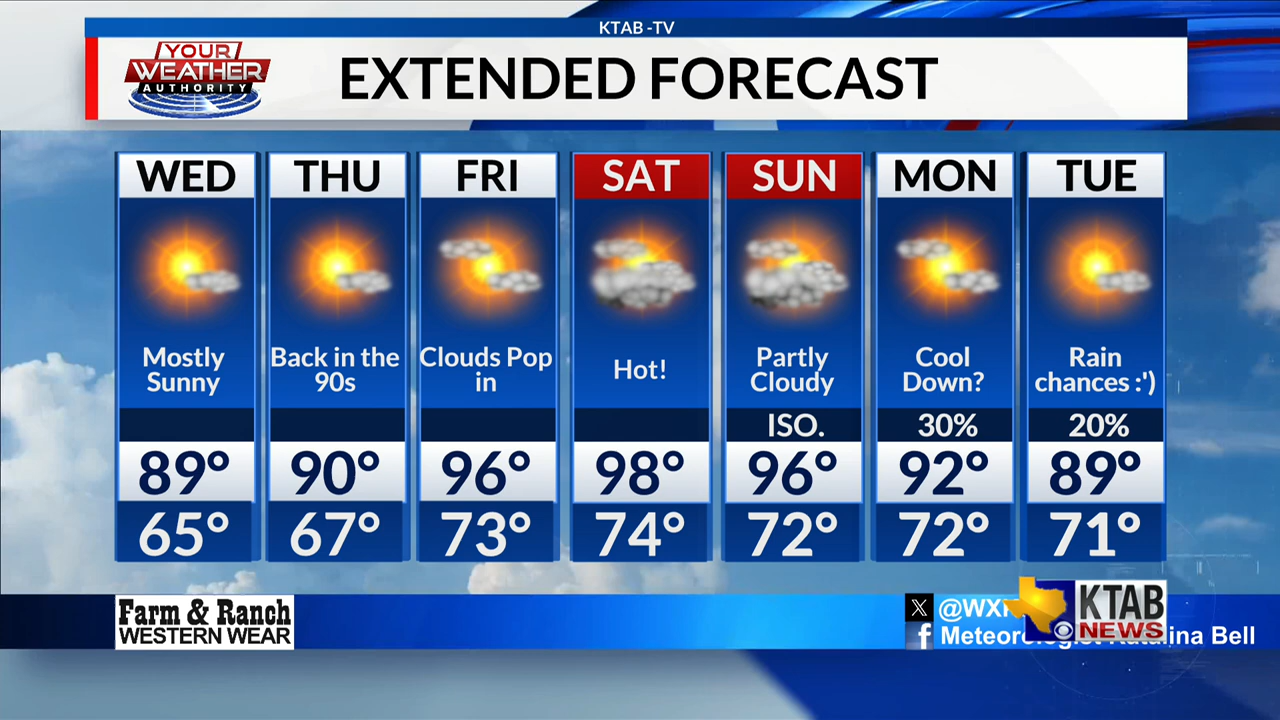 KTAB -TV
YOUR
WEATHER
AUTHORITY
EXTENDED FORECAST
WED THU FRI SAT SUN MON TUE
Mostly Sunny
Back in the 90s
Clouds Pop in
Hot!
Partly Cloudy
Cool Down?
Rain chances :')
ISO. 30% 20%
89° 90° 96° 98° 96° 92° 89°
65° 67° 73° 74° 72° 72° 71°
Farm & Ranch
WESTERN WEAR
X @WX
f Bell
KTAB
NEWS